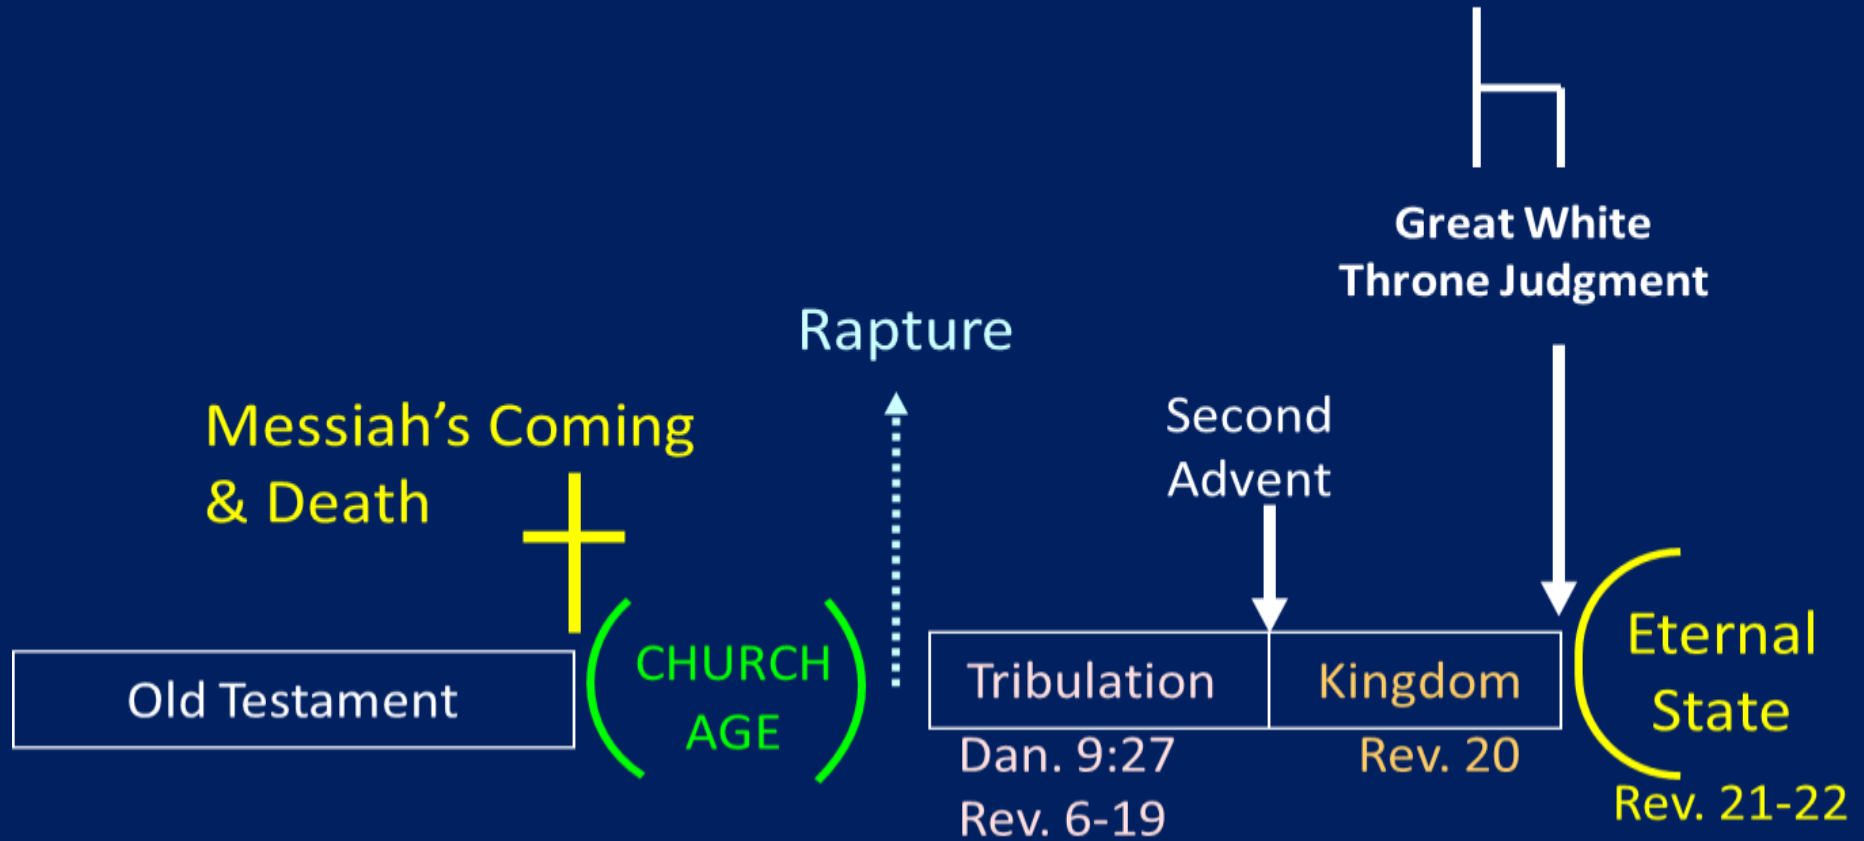 Great White
Throne Judgment
Rapture
Messiah’s Coming
& Death
Second
Advent
Old Testament
CHURCH
AGE
Tribulation
Kingdom
Eternal
State
Dan. 9:27
Rev. 6-19
Rev. 20
Rev. 21-22